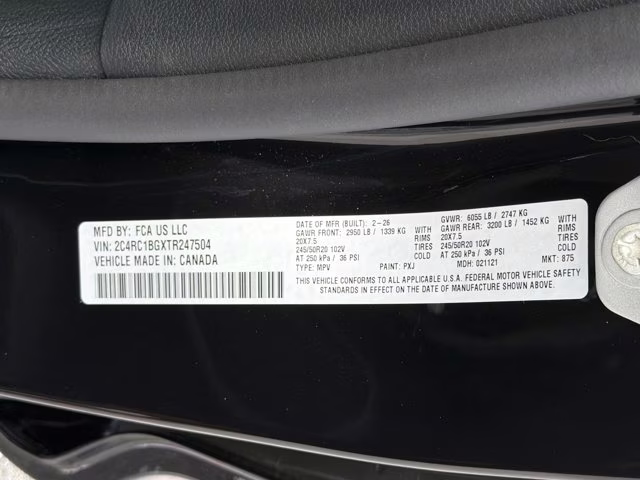 MFD BY: FCA US LLC
VIN: 2C4RC1BGXTR247504
VEHICLE MADE IN: CANADA
DATE OF MFR (BUILT): 2-26
GAWR FRONT: 2950 LB / 1339 KG WITH
20X7.5 RIMS
245/50R20 102V TIRES
AT 250 kPa / 36 PSI COLD
TYPE: MPV PAINT: PXJ
GVWR: 6055 LB / 2747 KG
GAWR REAR: 3200 LB / 1452 KG WITH
20X7.5 RIMS
245/50R20 102V TIRES
AT 250 kPa / 36 PSI COLD
MDH: 021121 MKT: 875
THIS VEHICLE CONFORMS TO ALL APPLICABLE U.S.A. FEDERAL MOTOR VEHICLE SAFETY
STANDARDS IN EFFECT ON THE DATE OF MANUFACTURE SHOWN ABOVE.